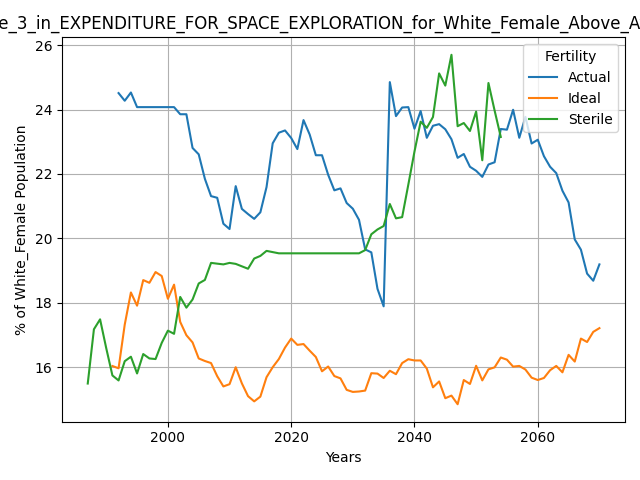 e_3_in_EXPENDITURE_FOR_SPACE_EXPLORATION_for_White_Female_Above_A
26
24
22
20
18
16
% of White_Female Population
Fertility
Actual
Ideal
Sterile
2000
2020
2040
2060
Years